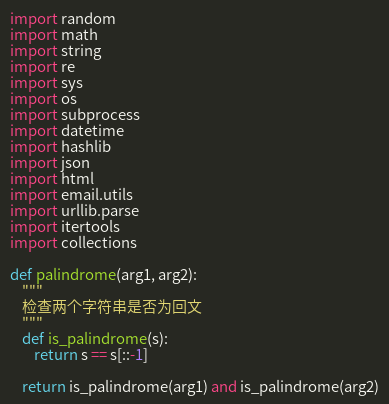 import random
import math
import string
import re
import sys
import os
import subprocess
import datetime
import hashlib
import json
import html
import email.utils
import urllib.parse
import itertools
import collections

def palindrome(arg1, arg2):
    """
    检查两个字符串是否为回文
    """
    def is_palindrome(s):
        return s == s[::-1]

    return is_palindrome(arg1) and is_palindrome(arg2)